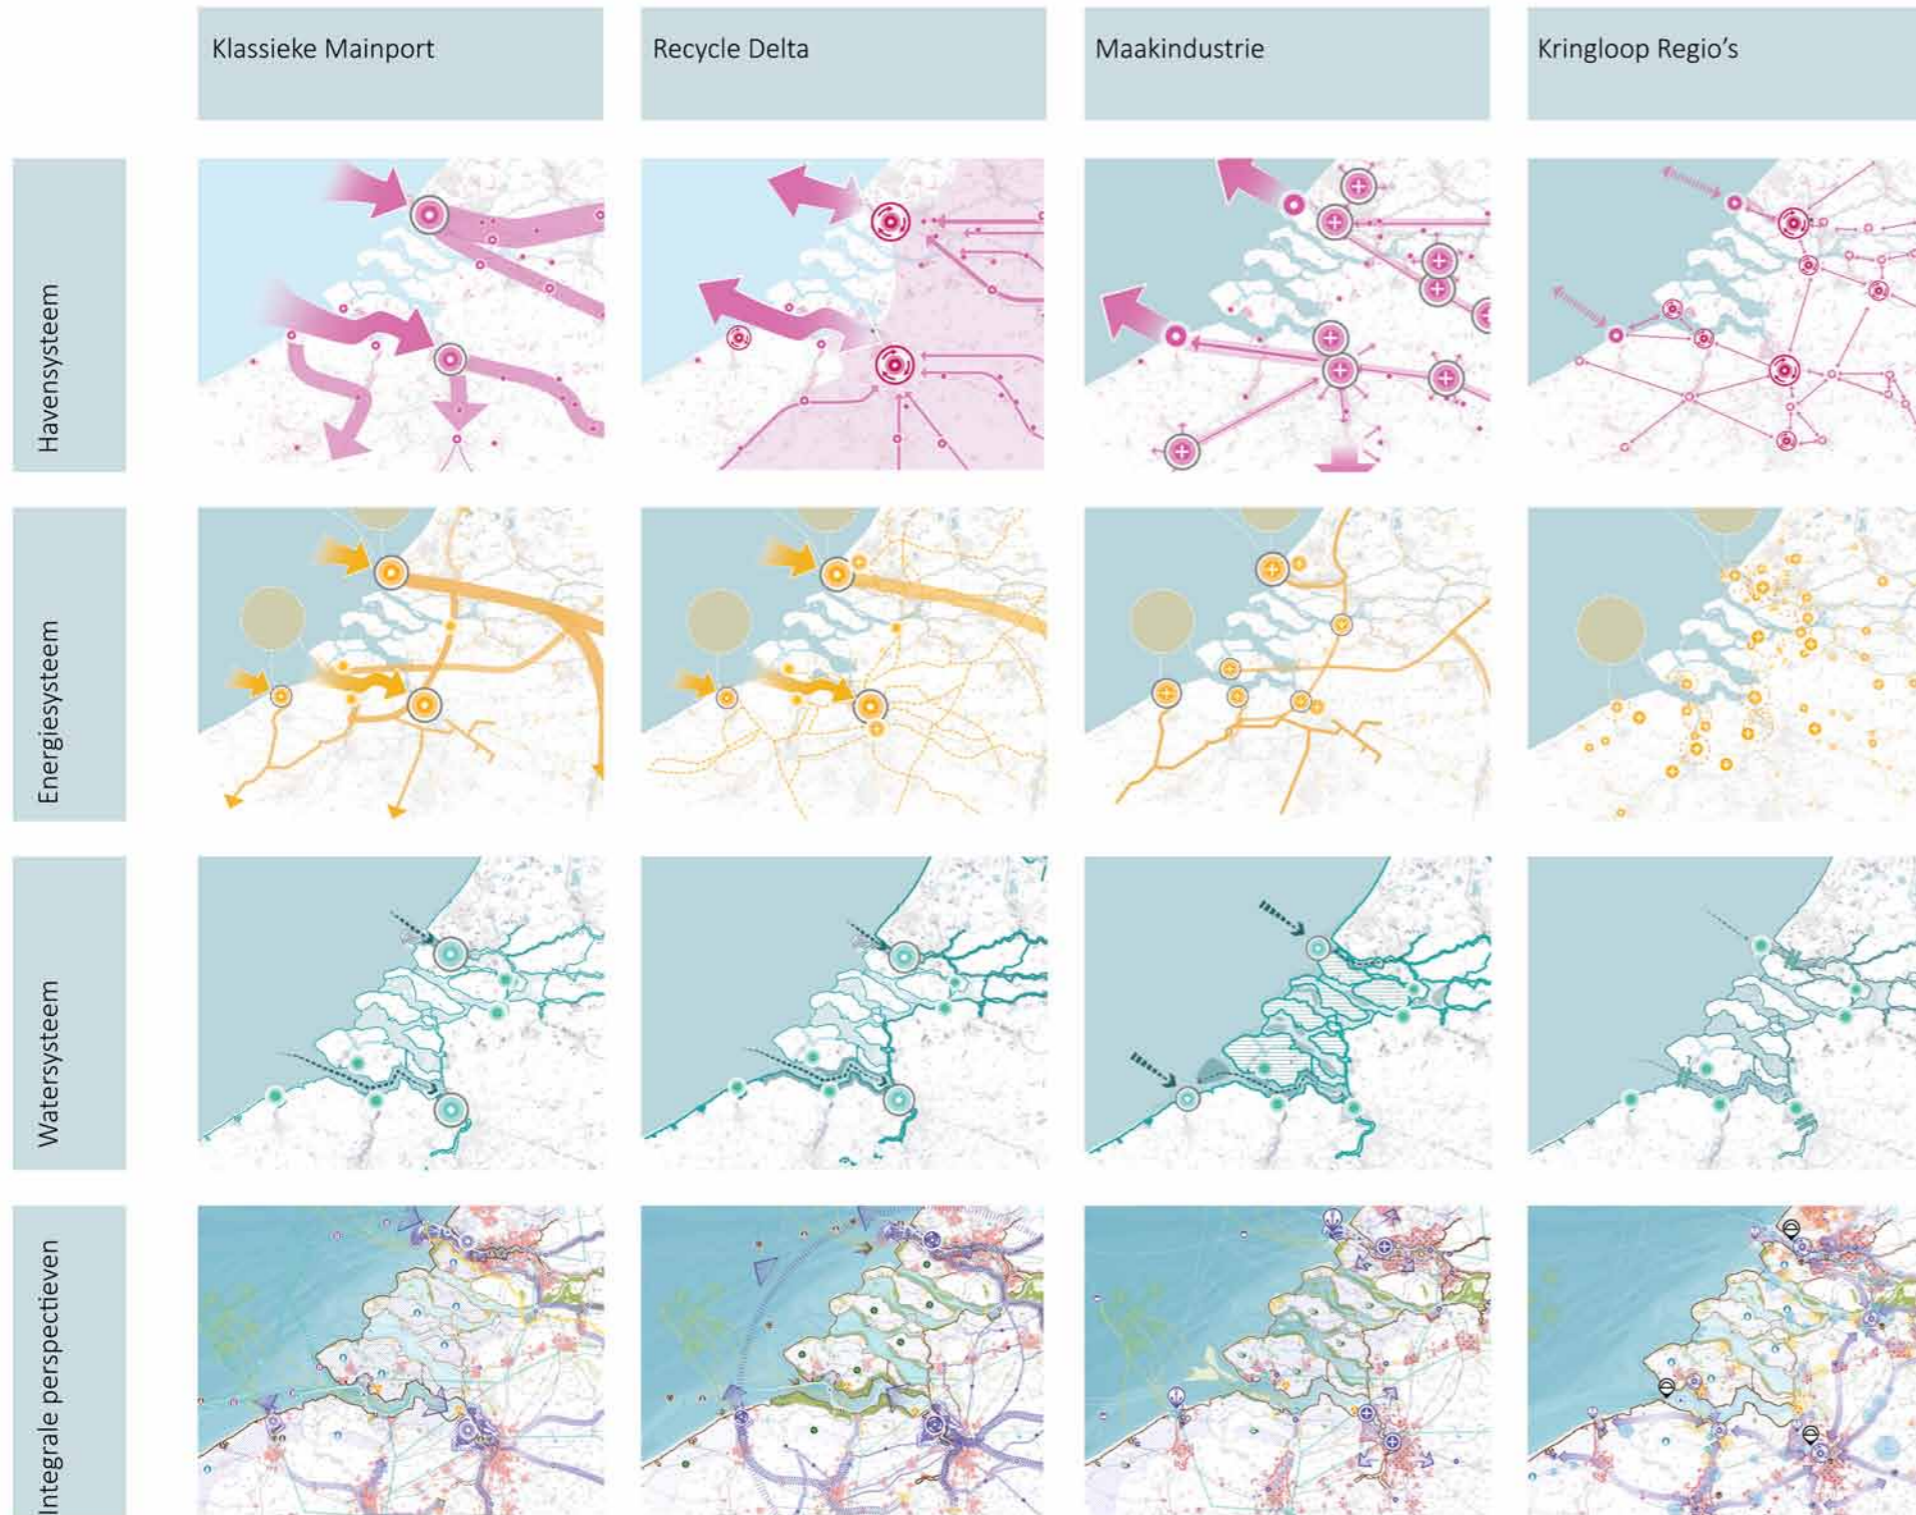 Klassieke Mainport
Recycle Delta
Maakindustrie
Kringloop Regio's
Havensysteem
Energiesysteem
Watersysteem
Integrale perspectieven